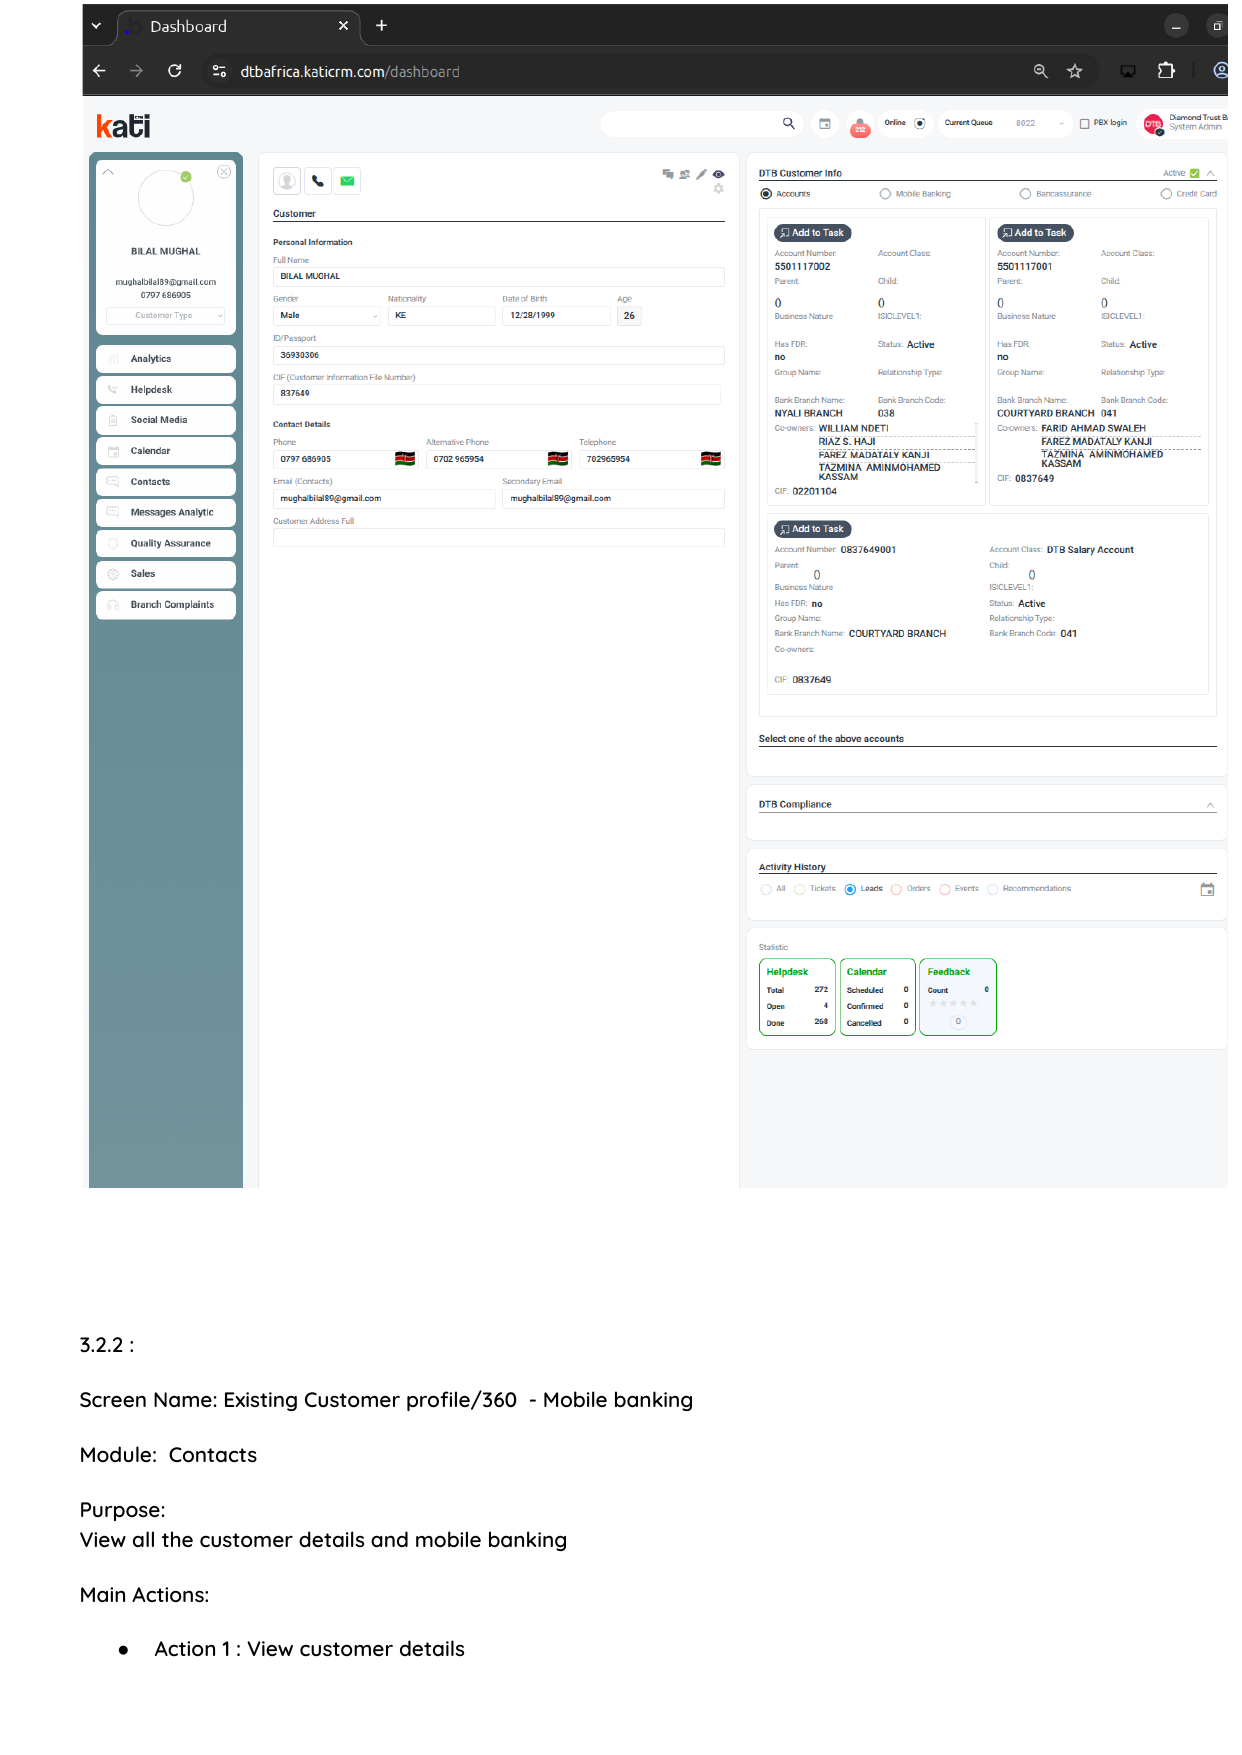 Dashboard
dtbafrica.katicrm.com/dashboard
kati
CRM
212
Online
Current Queue
8022
PBX login
DTB
Diamond Trust B
System Admin
BILAL MUGHAL
mughalbilal89@gmail.com
0797 686905
Customer Type
Analytics
Helpdesk
Social Media
Calendar
Contacts
Messages Analytic
Quality Assurance
Sales
Branch Complaints
Customer
Personal Information
Full Name
BILAL MUGHAL
Gender Nationality Date of Birth Age
Male KE 12/28/1999 26
ID/Passport
36930306
CIF (Customer Information File Number)
837649
Contact Details
Phone Alternative Phone Telephone
0797 686905 0702 965954 702965954
Email (Contacts) Secondary Email
mughalbilal89@gmail.com mughalbilal89@gmail.com
Customer Address Full
DTB Customer Info Active
Accounts Mobile Banking Bancassurance Credit Card
Add to Task
Account Number: Account Class:
5501117002
Parent: Child:
() ()
Business Nature ISICLEVEL1:
Has FDR: Status: Active
no
Group Name: Relationship Type:
Bank Branch Name: Bank Branch Code:
NYALI BRANCH 038
Co-owners: WILLIAM NDETI
RIAZ S. HAJI
FAREZ MADATALY KANJI
TAZMINA AMINMOHAMED
KASSAM
CIF: 02201104
Add to Task
Account Number: Account Class:
5501117001
Parent: Child:
() ()
Business Nature ISICLEVEL1:
Has FDR: Status: Active
no
Group Name: Relationship Type:
Bank Branch Name: Bank Branch Code:
COURTYARD BRANCH 041
Co-owners: FARID AHMAD SWALEH
FAREZ MADATALY KANJI
TAZMINA AMINMOHAMED
KASSAM
CIF: 0837649
Add to Task
Account Number: 0837649001 Account Class: DTB Salary Account
Parent: Child:
() ()
Business Nature ISICLEVEL1:
Has FDR: no Status: Active
Group Name: Relationship Type:
Bank Branch Name: COURTYARD BRANCH Bank Branch Code: 041
Co-owners:
CIF: 0837649
Select one of the above accounts
DTB Compliance
Activity History
All Tickets Leads Orders Events Recommendations
Statistic
Helpdesk
Total 272
Open 4
Done 268
Calendar
Scheduled 0
Confirmed 0
Cancelled 0
Feedback
Count 0
0
3.2.2 :
Screen Name: Existing Customer profile/360 - Mobile banking
Module: Contacts
Purpose:
View all the customer details and mobile banking
Main Actions:
● Action 1 : View customer details